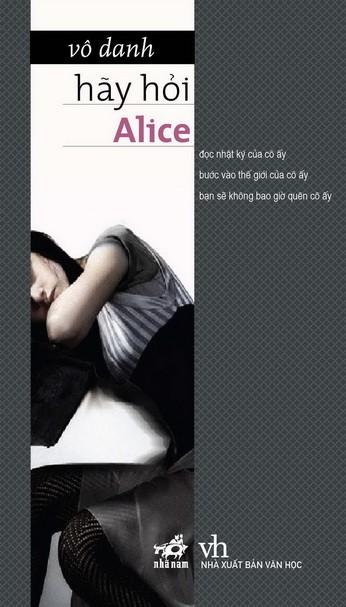 vô danh
hãy hỏi
Alice
đọc nhật ký của cô ấy
bước vào thế giới của cô ấy
bạn sẽ không bao giờ quên cô ấy
nhã nam
vh
NHÀ XUẤT BẢN VĂN HỌC